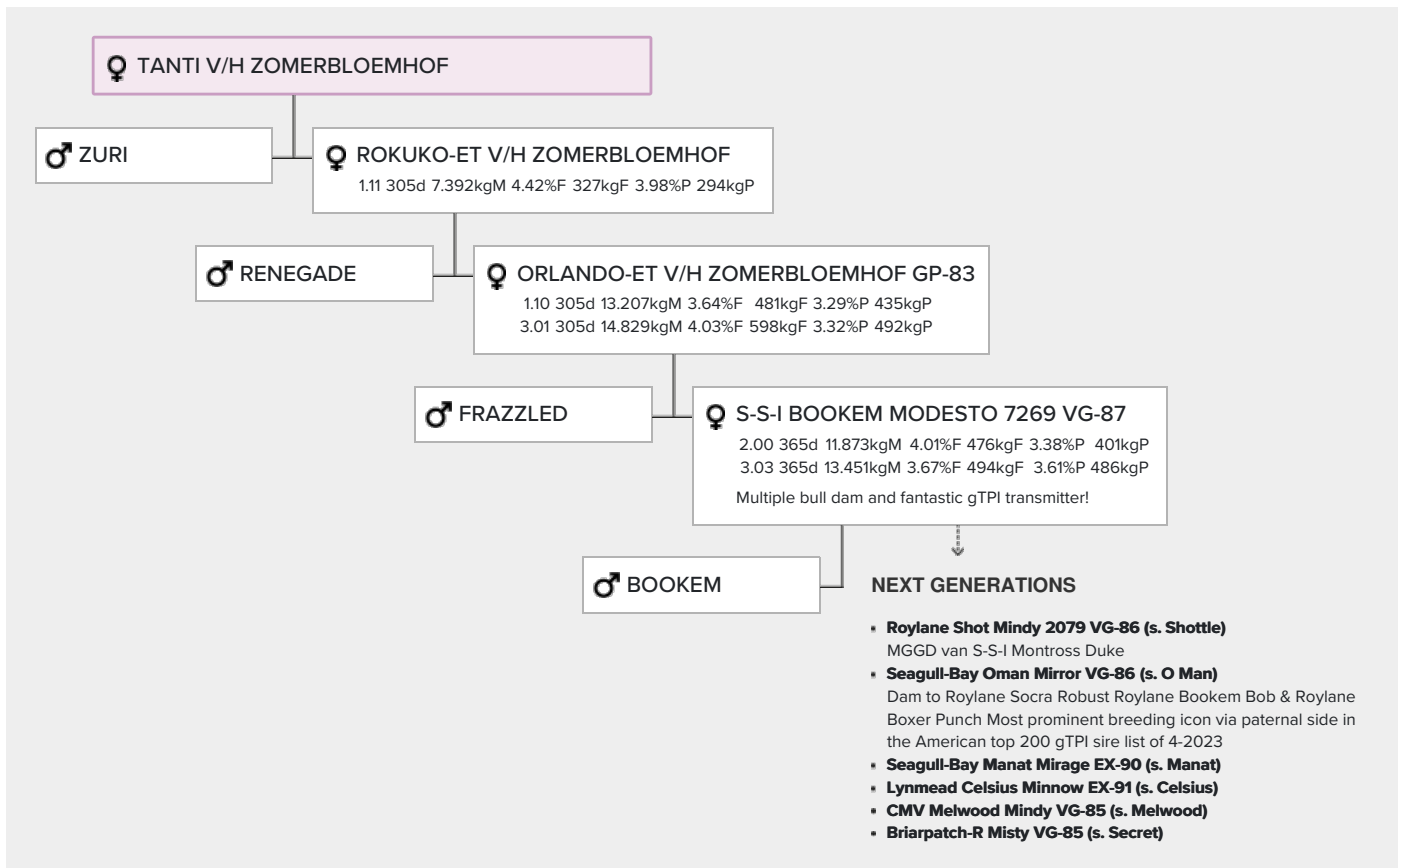 TANTI V/H ZOMERBLOEMHOF
ZURI
ROKUKO-ET V/H ZOMERBLOEMHOF
1.11 305d 7.392kgM 4.42%F 327kgF 3.98%P 294kgP
RENEGADE
ORLANDO-ET V/H ZOMERBLOEMHOF GP-83
1.10 305d 13.207kgM 3.64%F 481kgF 3.29%P 435kgP
3.01 305d 14.829kgM 4.03%F 598kgF 3.32%P 492kgP
FRAZZLED
S-S-I BOOKEM MODESTO 7269 VG-87
2.00 365d 11.873kgM 4.01%F 476kgF 3.38%P 401kgP
3.03 365d 13.451kgM 3.67%F 494kgF 3.61%P 486kgP
Multiple bull dam and fantastic gTPI transmitter!
BOOKEM
NEXT GENERATIONS
▪ Roylane Shot Mindy 2079 VG-86 (s. Shottle)
MGGD van S-S-I Montross Duke
▪ Seagull-Bay Oman Mirror VG-86 (s. O Man)
Dam to Roylane Socra Robust Roylane Bookem Bob & Roylane
Boxer Punch Most prominent breeding icon via paternal side in
the American top 200 gTPI sire list of 4-2023
▪ Seagull-Bay Manat Mirage EX-90 (s. Manat)
▪ Lynmead Celsius Minnow EX-91 (s. Celsius)
▪ CMV Melwood Mindy VG-85 (s. Melwood)
▪ Briarpatch-R Misty VG-85 (s. Secret)